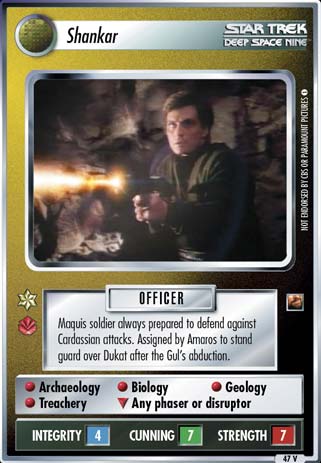 Shankar
STAR TREK
DEEP SPACE NINE
NOT ENDORSED BY CBS OR PARAMOUNT PICTURES
OFFICER
Maquis soldier always prepared to defend against
Cardassian attacks. Assigned by Amaros to stand
guard over Dukat after the Gul's abduction.
Archaeology Biology Geology
Treachery Any phaser or disruptor
INTEGRITY 4 CUNNING 7 STRENGTH 7
47 V